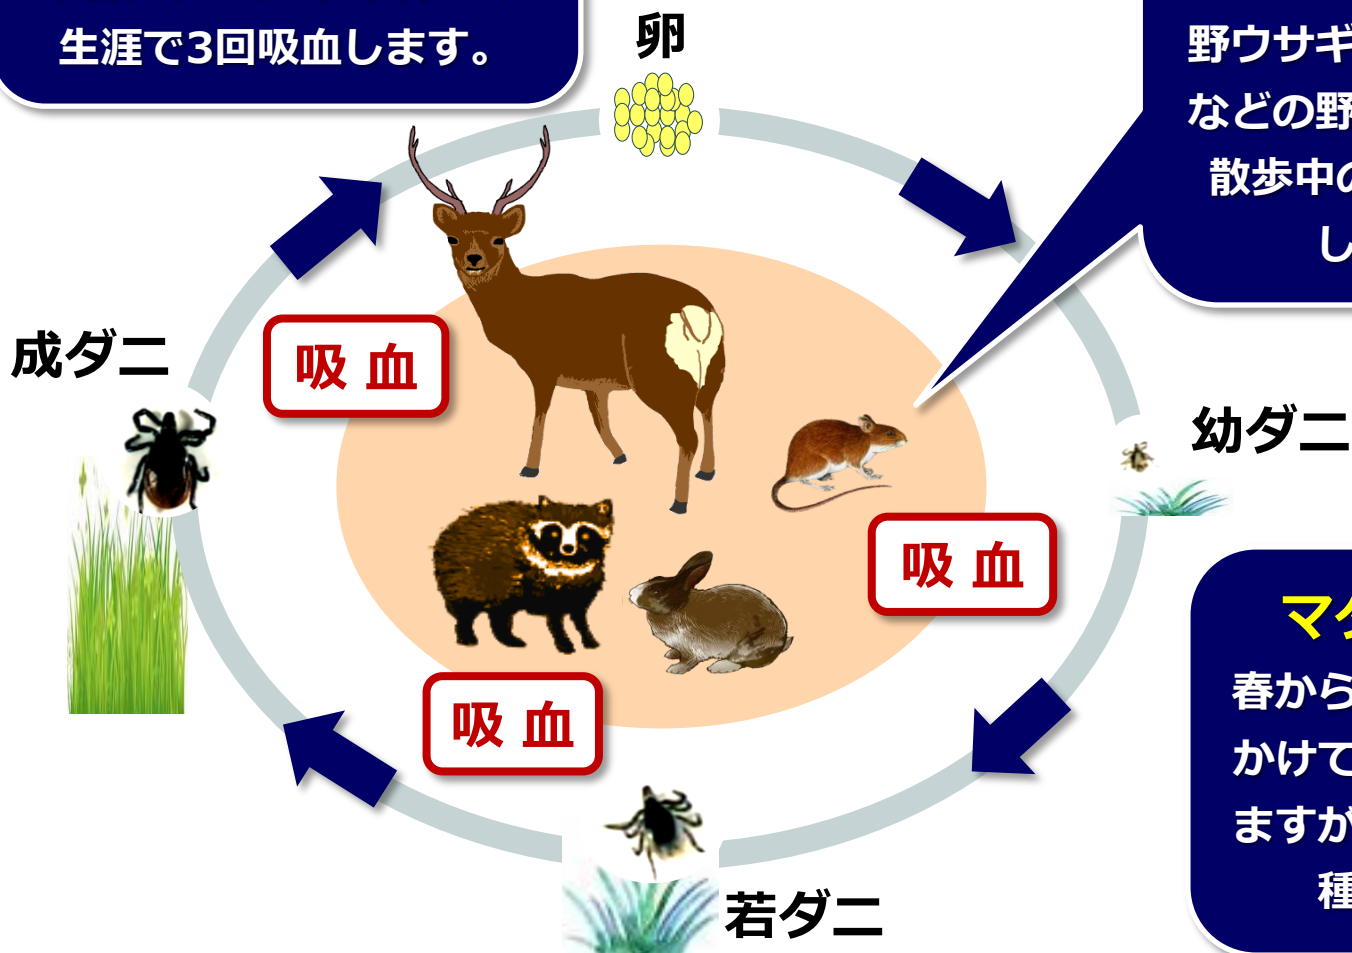 生涯で3回吸血します。
卵
野ウサギ
などの野
散歩中の
し
成ダニ
吸 血
幼ダニ
吸 血
マダ
春から
かけて
ますが
種
吸 血
若ダニ